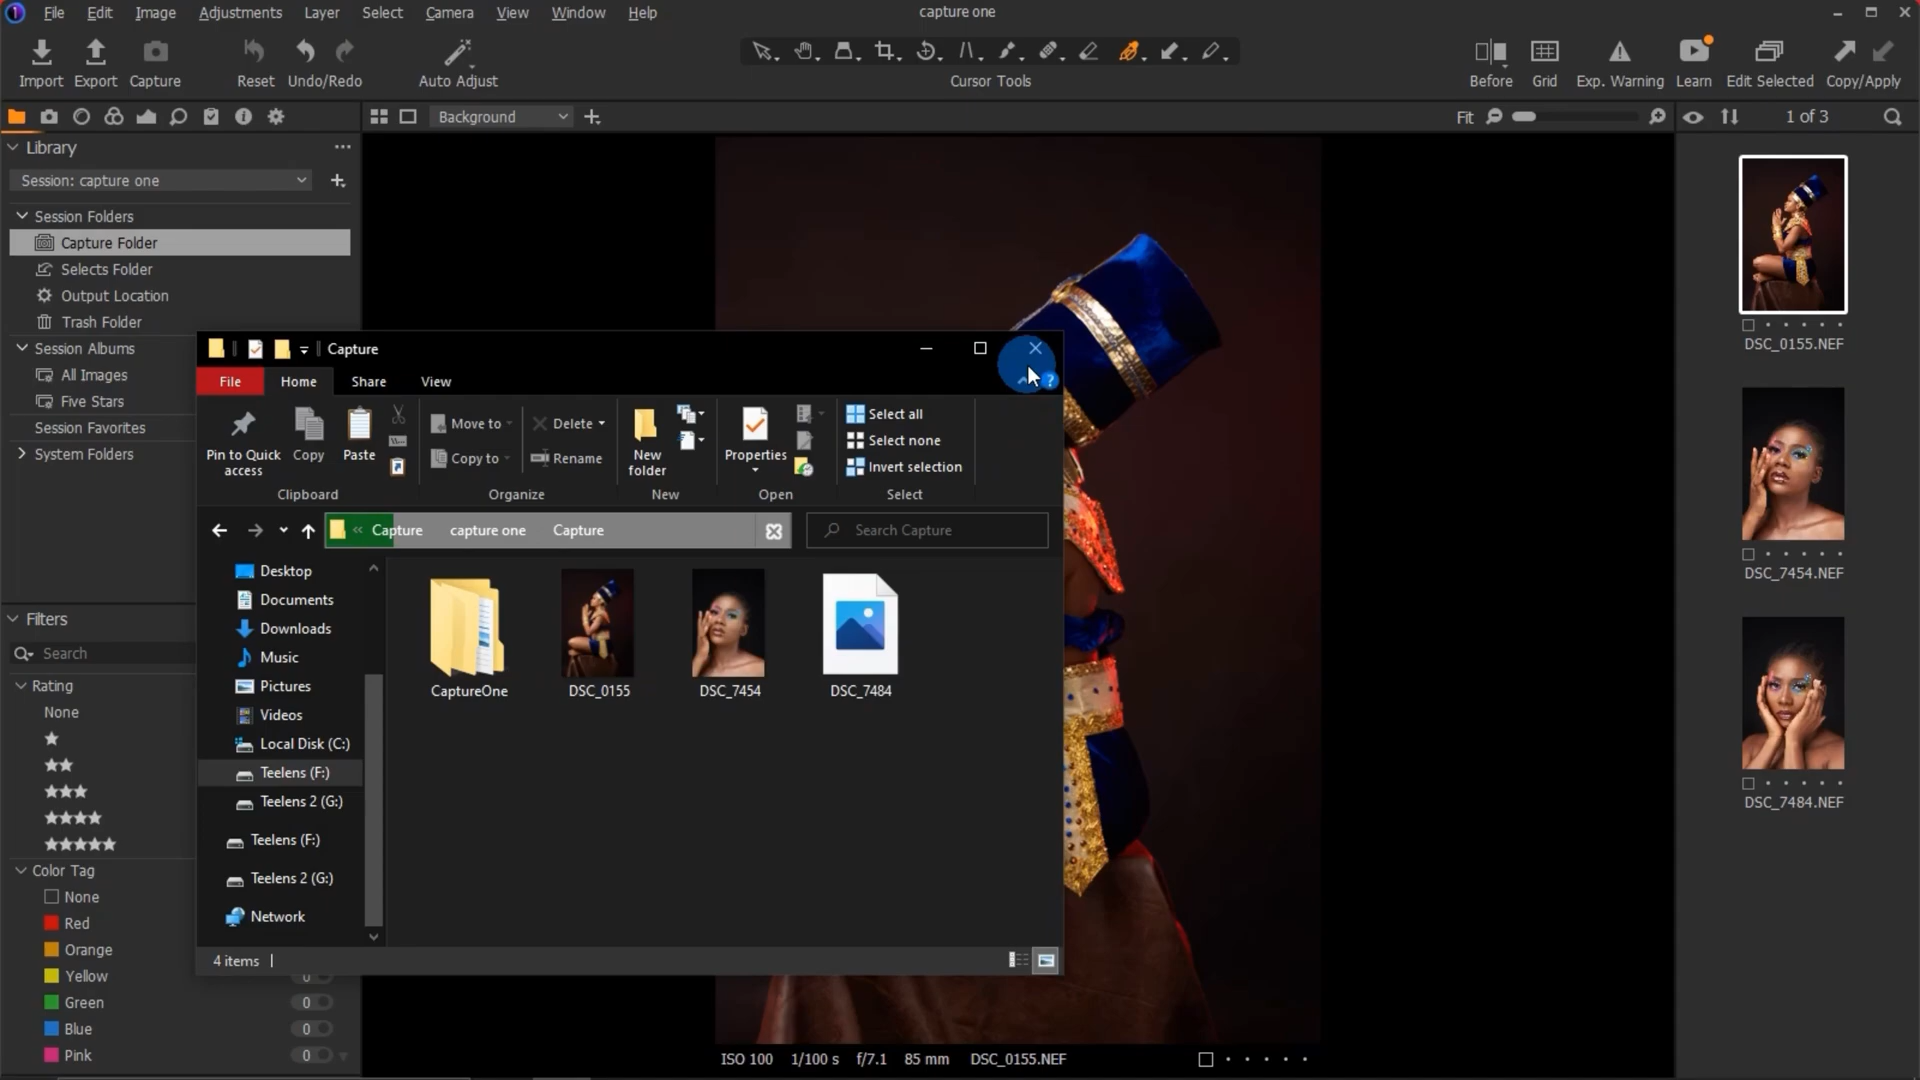 File Edit Image Adjustments Layer Select Camera View Window Help
capture one
Import Export Capture Reset Undo/Redo Auto Adjust
Cursor Tools
Before Grid Exp. Warning Learn Edit Selected Copy/Apply
Background
Fit
1 of 3
Library
Session: capture one
Session Folders
Capture Folder
Selects Folder
Output Location
Trash Folder
Session Albums
All Images
Five Stars
Session Favorites
System Folders
Filters
Search
Rating
None
Color Tag
None
Red
Orange
Yellow 0
Green 0
Blue 0
Pink 0
Capture
File Home Share View
Pin to Quick access
Copy
Paste
Clipboard
Move to
Copy to
Delete
Rename
Organize
New folder
New
Properties
Open
Select all
Select none
Invert selection
Select
« Capture capture one Capture
Search Capture
Desktop
Documents
Downloads
Music
Pictures
Videos
Local Disk (C:)
Teelens (F:)
Teelens 2 (G:)
Teelens (F:)
Teelens 2 (G:)
Network
CaptureOne DSC_0155 DSC_7454 DSC_7484
4 items
ISO 100 1/100 s f/7.1 85 mm DSC_0155.NEF
DSC_0155.NEF
DSC_7454.NEF
DSC_7484.NEF